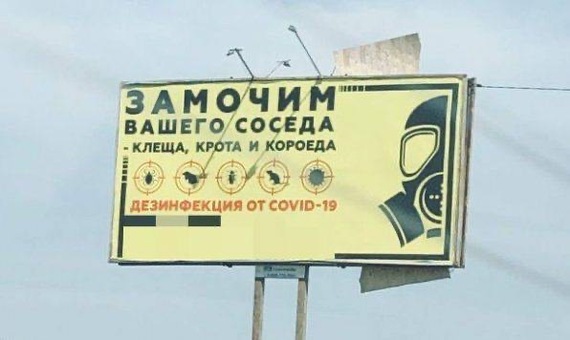 ЗАМОЧИМ
ВАШЕГО СОСЕДА
- КЛЕЩА, КРОТА И КОРОЕДА
ДЕЗИНФЕКЦИЯ ОТ COVID-19